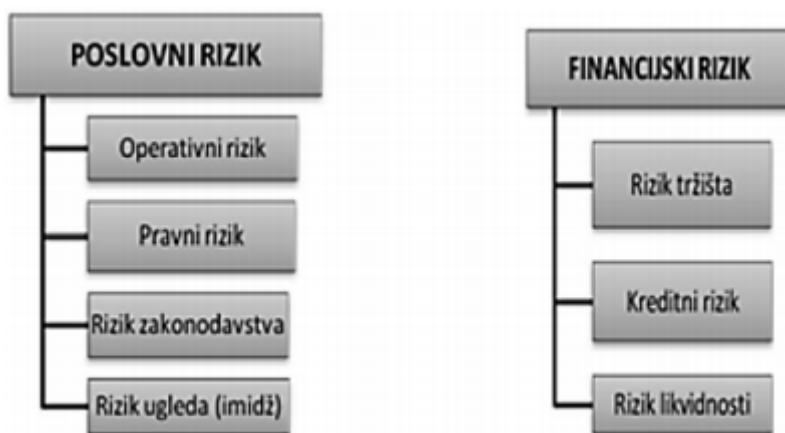 POSLOVNI RIZIK
Operativni rizik
Pravni rizik
Rizik zakonodavstva
Rizik ugleda (imidž)
FINANCIJSKI RIZIK
Rizik tržišta
Kreditni rizik
Rizik likvidnosti